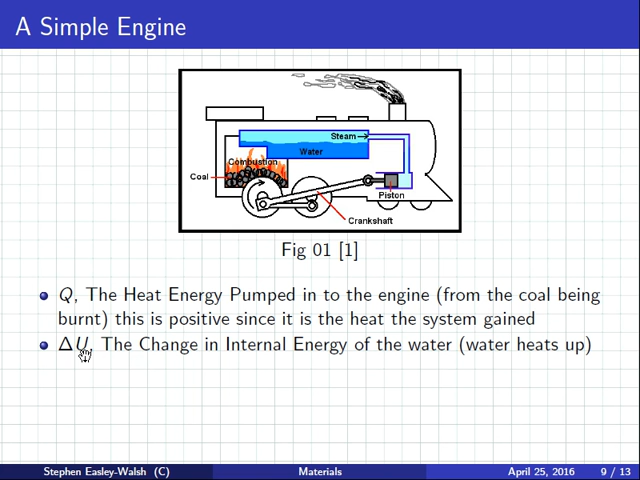 A Simple Engine
Steam
Water
Combustion
Coal
Piston
Crankshaft
Fig 01 [1]
Q, The Heat Energy Pumped in to the engine (from the coal being
burnt) this is positive since it is the heat the system gained
ΔU, The Change in Internal Energy of the water (water heats up)
Stephen Easley-Walsh (C) Materials April 25, 2016 9 / 13